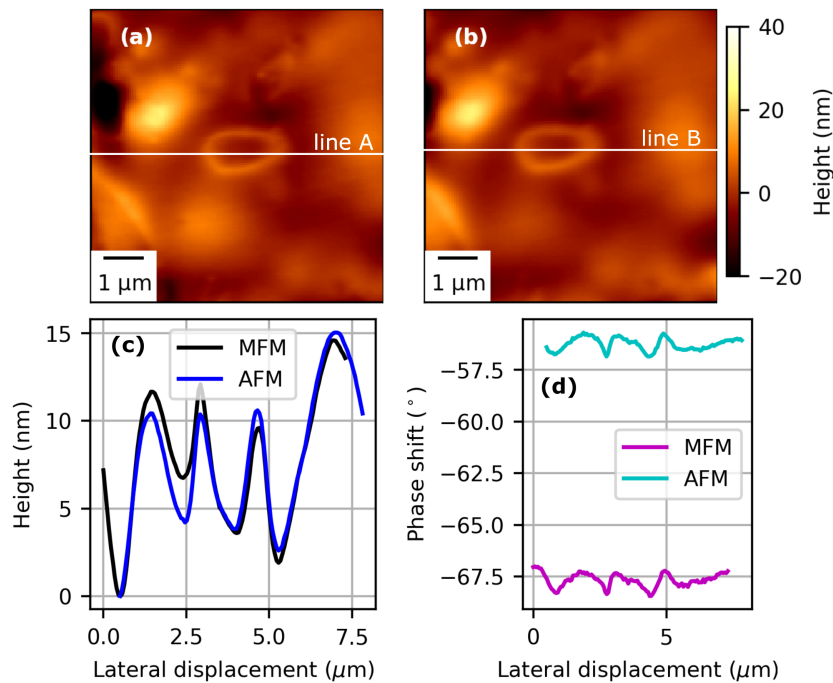 (a)
line A
1 μm
(b)
line B
1 μm
40
20
0
−20
Height (nm)
(c)
MFM
AFM
15
10
5
0
Height (nm)
0.0 2.5 5.0 7.5
Lateral displacement (μm)
(d)
MFM
AFM
−57.5
−60.0
−62.5
−65.0
−67.5
Phase shift (°)
0 5
Lateral displacement (μm)